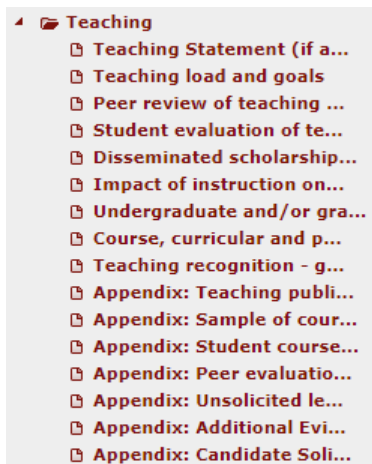 Teaching
Teaching Statement (if a...
Teaching load and goals
Peer review of teaching ...
Student evaluation of te...
Disseminated scholarship...
Impact of instruction on...
Undergraduate and/or gra...
Course, curricular and p...
Teaching recognition - g...
Appendix: Teaching publi...
Appendix: Sample of cour...
Appendix: Student course...
Appendix: Peer evaluatio...
Appendix: Unsolicited le...
Appendix: Additional Evi...
Appendix: Candidate Soli...